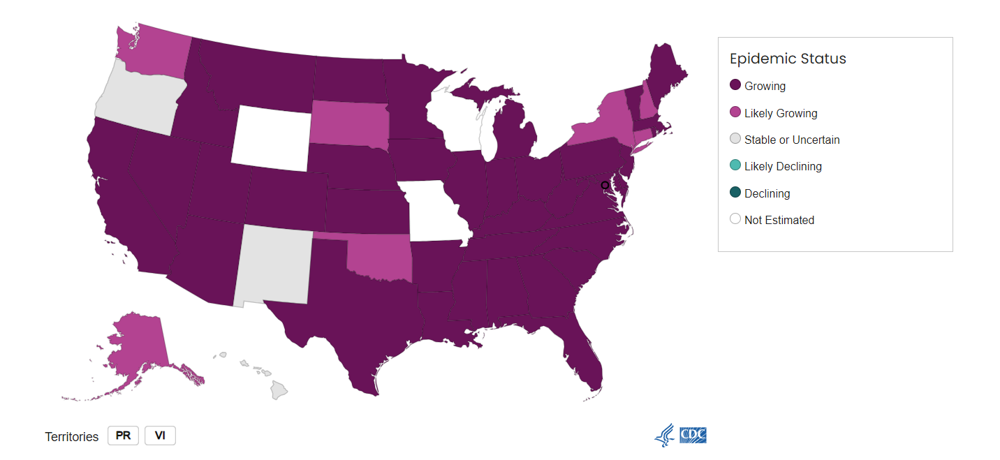 Epidemic Status
Growing
Likely Growing
Stable or Uncertain
Likely Declining
Declining
Not Estimated
Territories PR VI
CDC